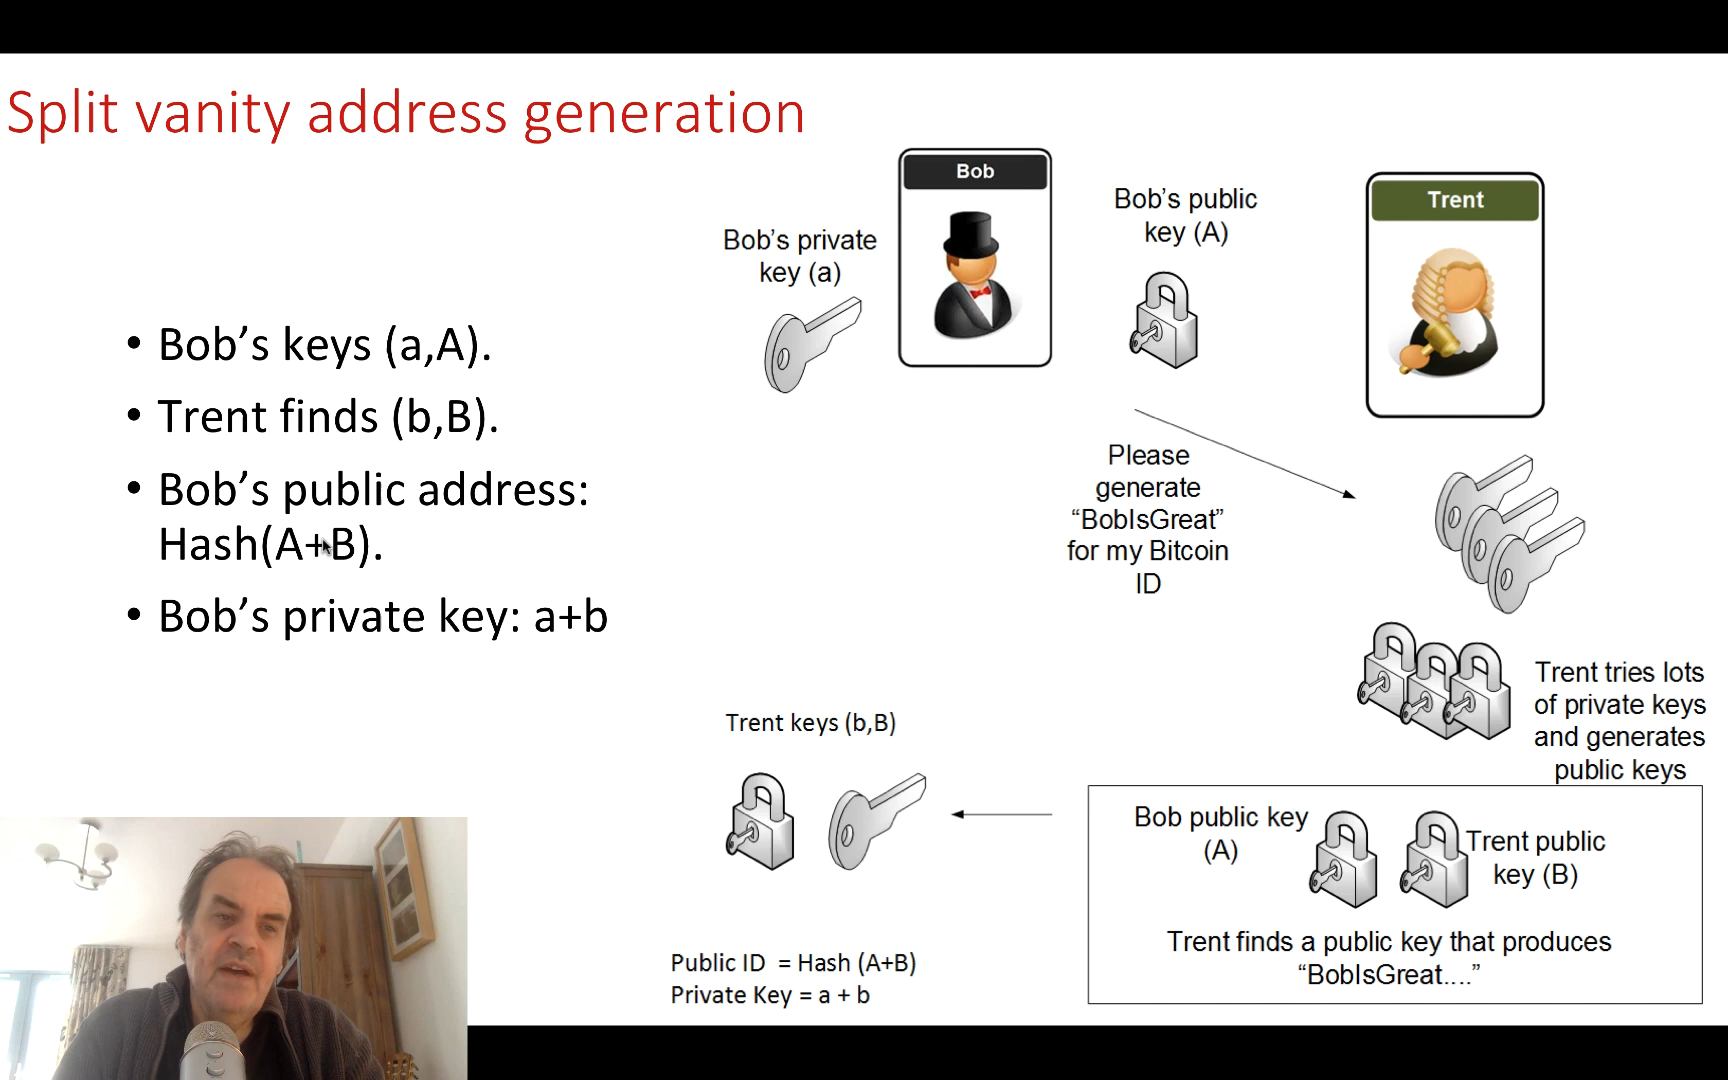 Split vanity address generation
• Bob’s keys (a,A).
• Trent finds (b,B).
• Bob’s public address:
Hash(A+B).
• Bob’s private key: a+b
Bob
Bob’s private
key (a)
Bob’s public
key (A)
Trent
Please
generate
“BobIsGreat”
for my Bitcoin
ID
Trent tries lots
of private keys
and generates
public keys
Trent keys (b,B)
Bob public key
(A)
Trent public
key (B)
Trent finds a public key that produces
“BobIsGreat....”
Public ID = Hash (A+B)
Private Key = a + b